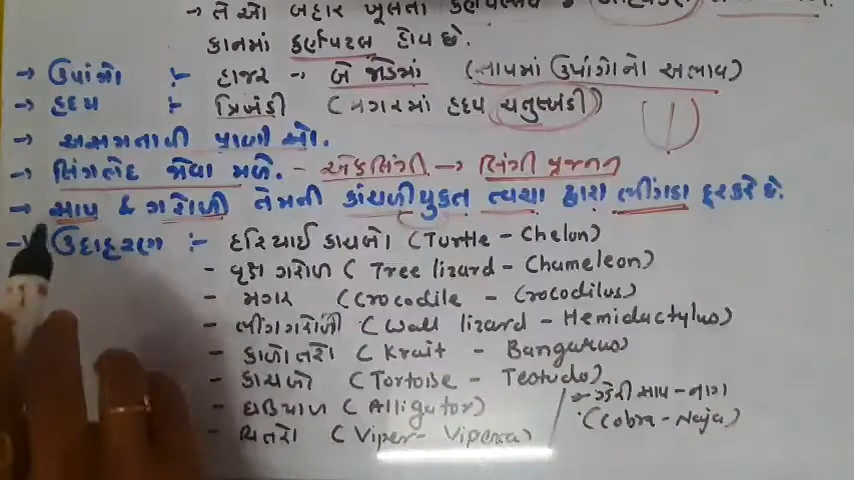 → તેઓ બહાર ખૂલતા
કાનમાં કર્ણપટલ હોય છે.
→ ઉપાંગો :- હાજર → બે જોડમાં (સાપમાં ઉપાંગોનો અભાવ)
→ હૃદય :- ત્રિખંડી (મગરમાં હૃદય ચતુષ્ખંડી)
→ અસમતાપી પ્રાણીઓ.
→ લિંગભેદ જોવા મળે. - એકલિંગી → લિંગી પ્રજનન
→ સાપ & ગરોળી તેમની કાંચળીયુક્ત ત્વચા દ્વારા ભીંગડા દૂર કરે છે.
→ ઉદાહરણ :- દરિયાઈ કાચબો (Turtle - Chelon)
- વૃક્ષ ગરોળ (Tree lizard - Chameleon)
- મગર (Crocodile - Crocodilus)
- ભીંતગરોળી (Wall lizard - Hemidactylus)
- કાળોતરો (Krait - Bangarus)
- કાચબો (Tortoise - Testudo)
- ઘડિયાળ (Alligator)
- ચિતરો (Viper - Vipera)
- ઝેરી સાપ - નાગ
(Cobra - Naja)